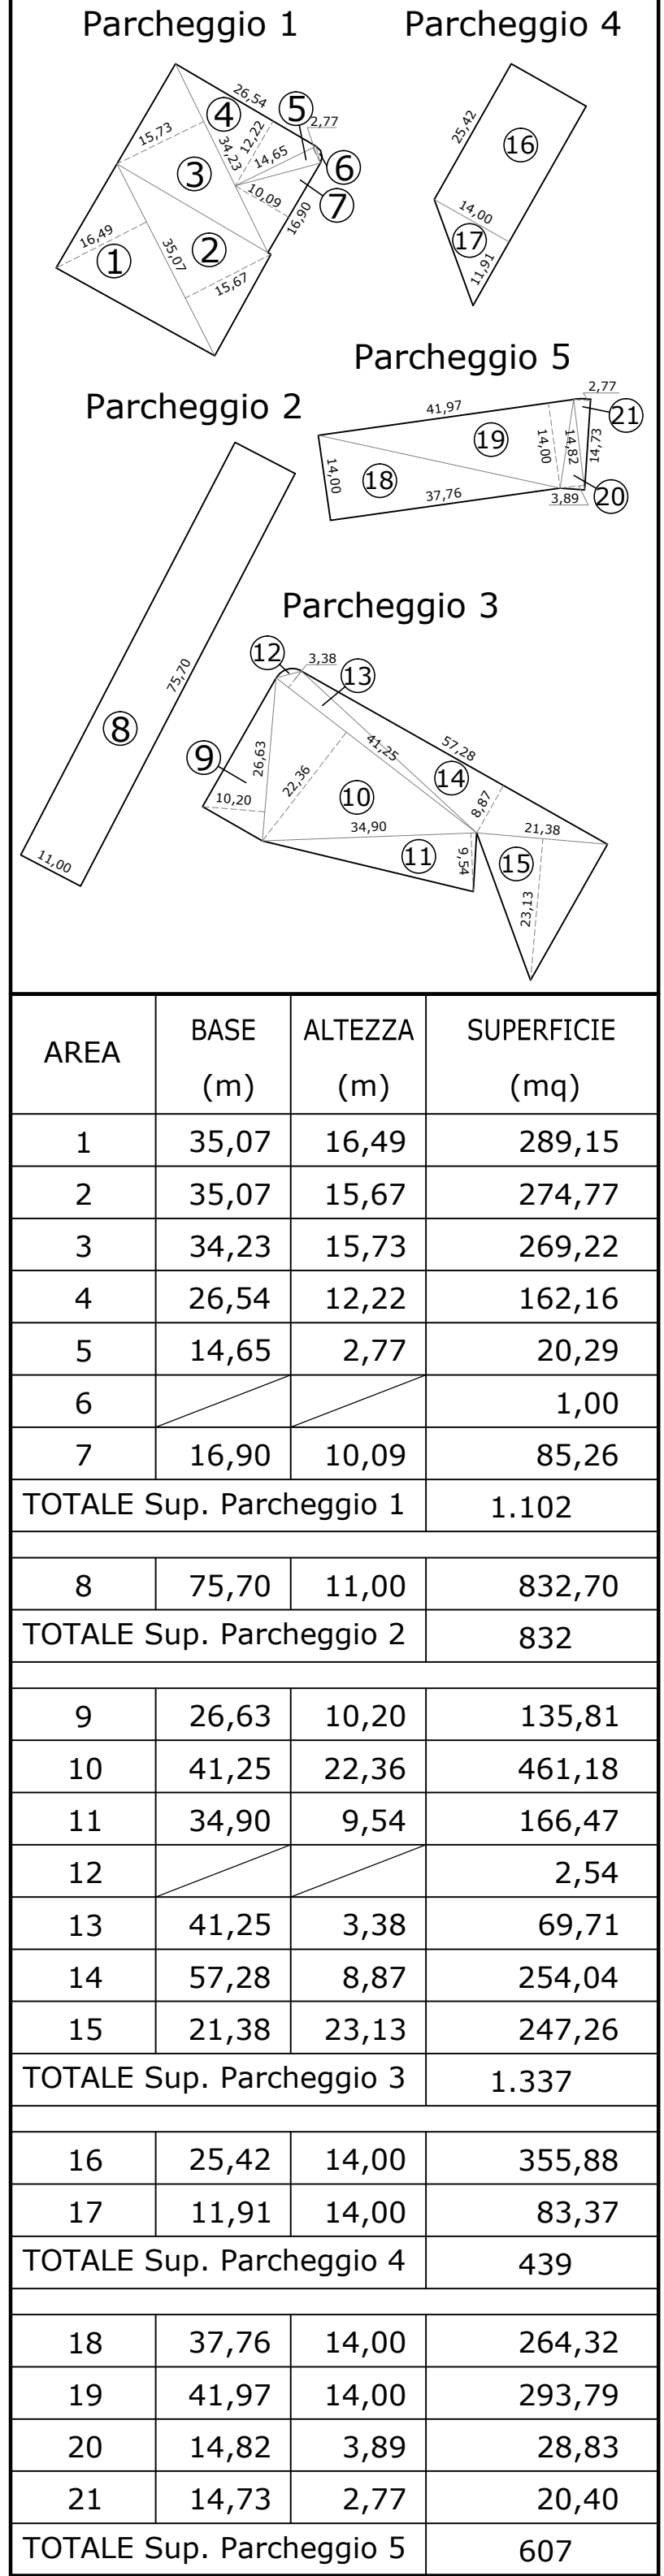 Parcheggio 1
Parcheggio 4
26,54
2,77
15,73
4
5
12,22
34,23
14,65
6
3
10,09
7
16,90
16,49
1
35,07
2
15,67
25,42
16
14,00
17
11,91
Parcheggio 5
Parcheggio 2
2,77
41,97
21
19
14,00
14,82
14,73
14,00
18
37,76
3,89
20
Parcheggio 3
75,70
8
11,00
12
3,38
13
9
26,63
41,25
57,28
22,36
14
10,20
10
8,87
34,90
21,38
11
9,54
15
23,13
AREA BASE (m) ALTEZZA (m) SUPERFICIE (mq)
1 35,07 16,49 289,15
2 35,07 15,67 274,77
3 34,23 15,73 269,22
4 26,54 12,22 162,16
5 14,65 2,77 20,29
6 1,00
7 16,90 10,09 85,26
TOTALE Sup. Parcheggio 1 1.102
8 75,70 11,00 832,70
TOTALE Sup. Parcheggio 2 832
9 26,63 10,20 135,81
10 41,25 22,36 461,18
11 34,90 9,54 166,47
12 2,54
13 41,25 3,38 69,71
14 57,28 8,87 254,04
15 21,38 23,13 247,26
TOTALE Sup. Parcheggio 3 1.337
16 25,42 14,00 355,88
17 11,91 14,00 83,37
TOTALE Sup. Parcheggio 4 439
18 37,76 14,00 264,32
19 41,97 14,00 293,79
20 14,82 3,89 28,83
21 14,73 2,77 20,40
TOTALE Sup. Parcheggio 5 607